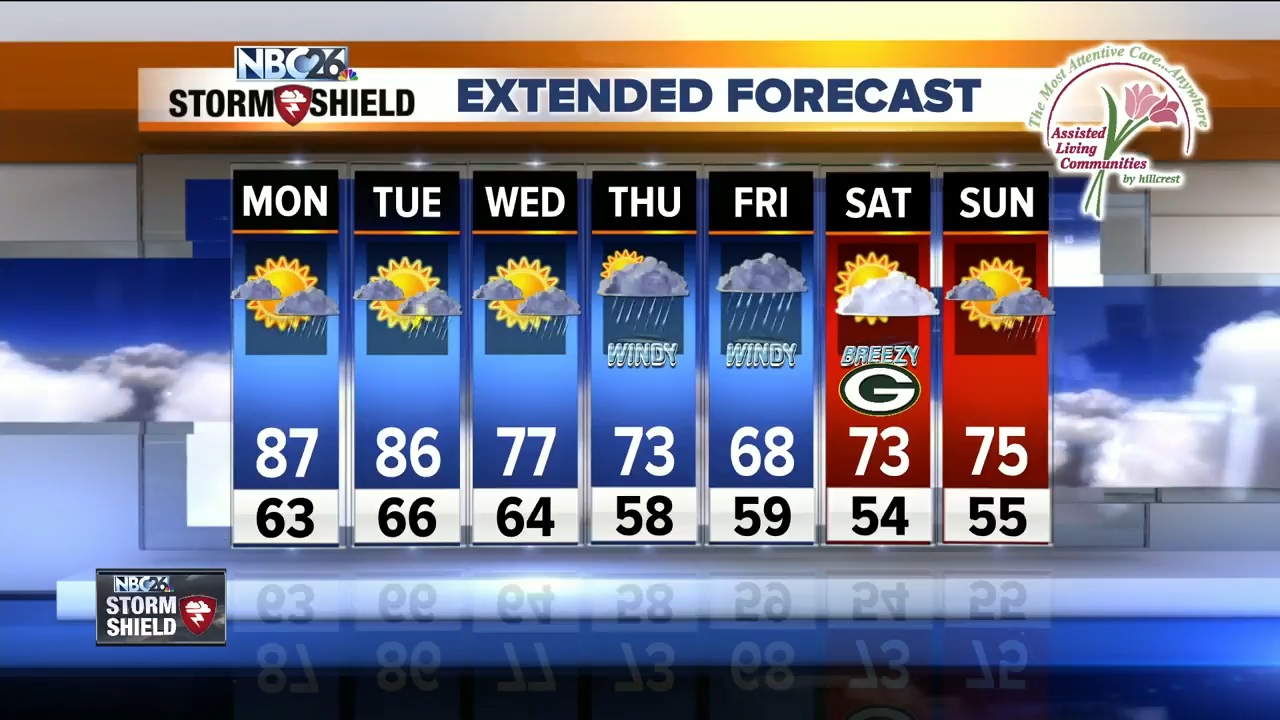 NBC26
STORM SHIELD
EXTENDED FORECAST
The Most Attentive Care...Anywhere
Assisted
Living
Communities
by hillcrest
MON TUE WED THU FRI SAT SUN
WINDY WINDY BREEZY
G
87 86 77 73 68 73 75
63 66 64 58 59 54 55
NBC26
STORM
SHIELD